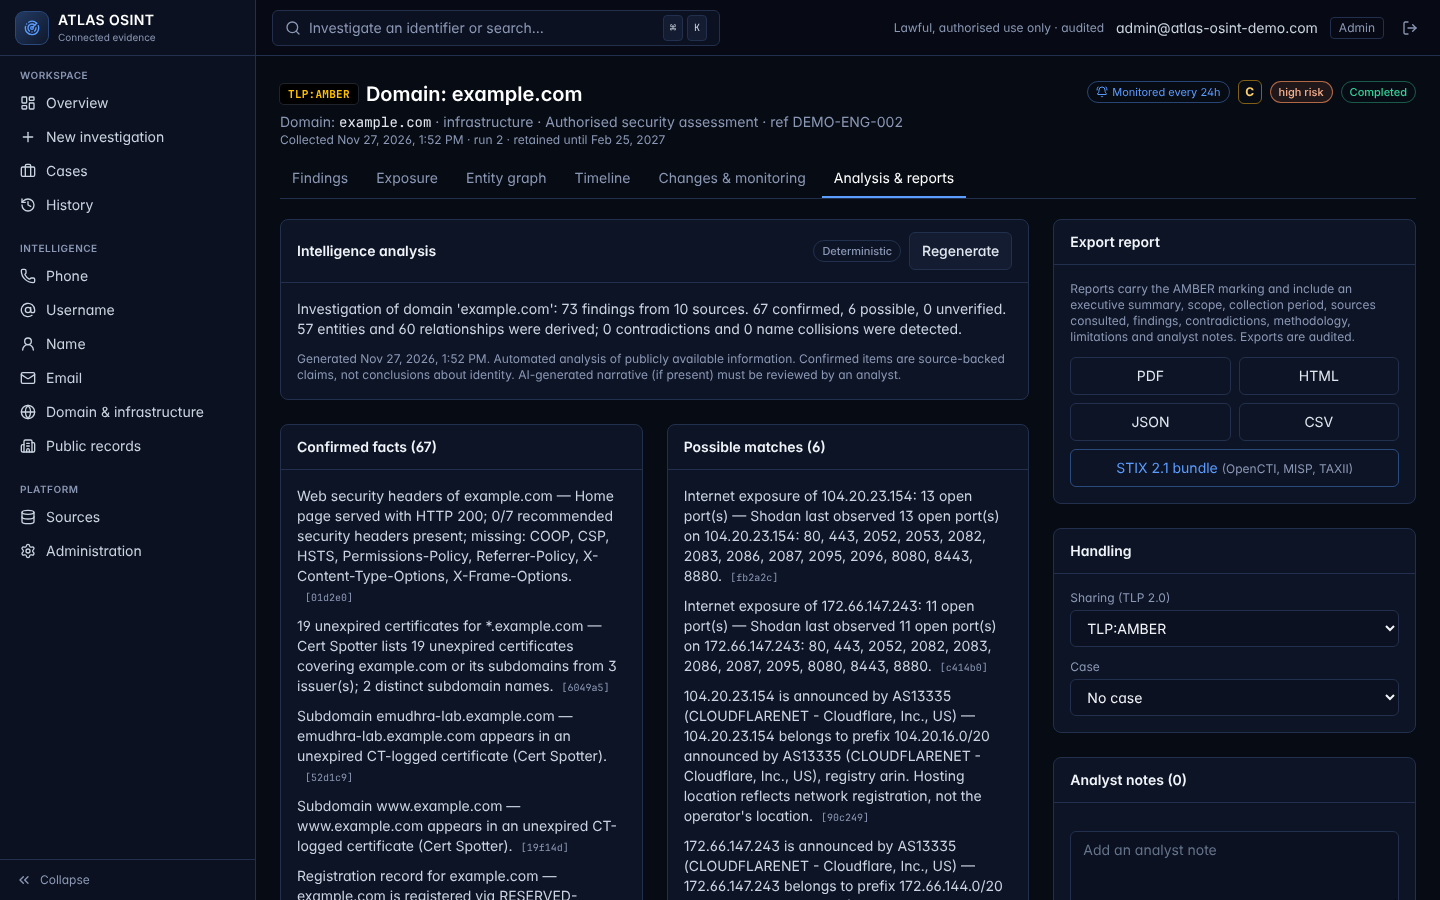 ATLAS OSINT
Connected evidence
Investigate an identifier or search...
⌘ K
Lawful, authorised use only · audited
admin@atlas-osint-demo.com
Admin
WORKSPACE
Overview
New investigation
Cases
History
INTELLIGENCE
Phone
Username
Name
Email
Domain & infrastructure
Public records
PLATFORM
Sources
Administration
Collapse
TLP:AMBER
Domain: example.com
Monitored every 24h
C
high risk
Completed
Domain: example.com · infrastructure · Authorised security assessment · ref DEMO-ENG-002
Collected Nov 27, 2026, 1:52 PM · run 2 · retained until Feb 25, 2027
Findings
Exposure
Entity graph
Timeline
Changes & monitoring
Analysis & reports
Intelligence analysis
Deterministic
Regenerate
Investigation of domain 'example.com': 73 findings from 10 sources. 67 confirmed, 6 possible, 0 unverified.
57 entities and 60 relationships were derived; 0 contradictions and 0 name collisions were detected.
Generated Nov 27, 2026, 1:52 PM. Automated analysis of publicly available information. Confirmed items are source-backed
claims, not conclusions about identity. AI-generated narrative (if present) must be reviewed by an analyst.
Confirmed facts (67)
Web security headers of example.com — Home
page served with HTTP 200; 0/7 recommended
security headers present; missing: COOP, CSP,
HSTS, Permissions-Policy, Referrer-Policy, X-
Content-Type-Options, X-Frame-Options.
[01d2e0]
19 unexpired certificates for *.example.com —
Cert Spotter lists 19 unexpired certificates
covering example.com or its subdomains from 3
issuer(s); 2 distinct subdomain names. [6049a5]
Subdomain emudhra-lab.example.com —
emudhra-lab.example.com appears in an
unexpired CT-logged certificate (Cert Spotter).
[52d1c9]
Subdomain www.example.com —
www.example.com appears in an unexpired CT-
logged certificate (Cert Spotter). [19f14d]
Registration record for example.com —
example.com is registered via RESERVED-
Possible matches (6)
Internet exposure of 104.20.23.154: 13 open
port(s) — Shodan last observed 13 open port(s)
on 104.20.23.154: 80, 443, 2052, 2053, 2082,
2083, 2086, 2087, 2095, 2096, 8080, 8443,
8880. [fb2a2c]
Internet exposure of 172.66.147.243: 11 open
port(s) — Shodan last observed 11 open port(s)
on 172.66.147.243: 80, 443, 2052, 2082, 2083,
2086, 2087, 2095, 8080, 8443, 8880. [c414b0]
104.20.23.154 is announced by AS13335
(CLOUDFLARENET - Cloudflare, Inc., US) —
104.20.23.154 belongs to prefix 104.20.16.0/20
announced by AS13335 (CLOUDFLARENET -
Cloudflare, Inc., US), registry arin. Hosting
location reflects network registration, not the
operator's location. [90c249]
172.66.147.243 is announced by AS13335
(CLOUDFLARENET - Cloudflare, Inc., US) —
172.66.147.243 belongs to prefix 172.66.144.0/20
Export report
Reports carry the AMBER marking and include an
executive summary, scope, collection period, sources
consulted, findings, contradictions, methodology,
limitations and analyst notes. Exports are audited.
PDF
HTML
JSON
CSV
STIX 2.1 bundle (OpenCTI, MISP, TAXII)
Handling
Sharing (TLP 2.0)
TLP:AMBER
Case
No case
Analyst notes (0)
Add an analyst note